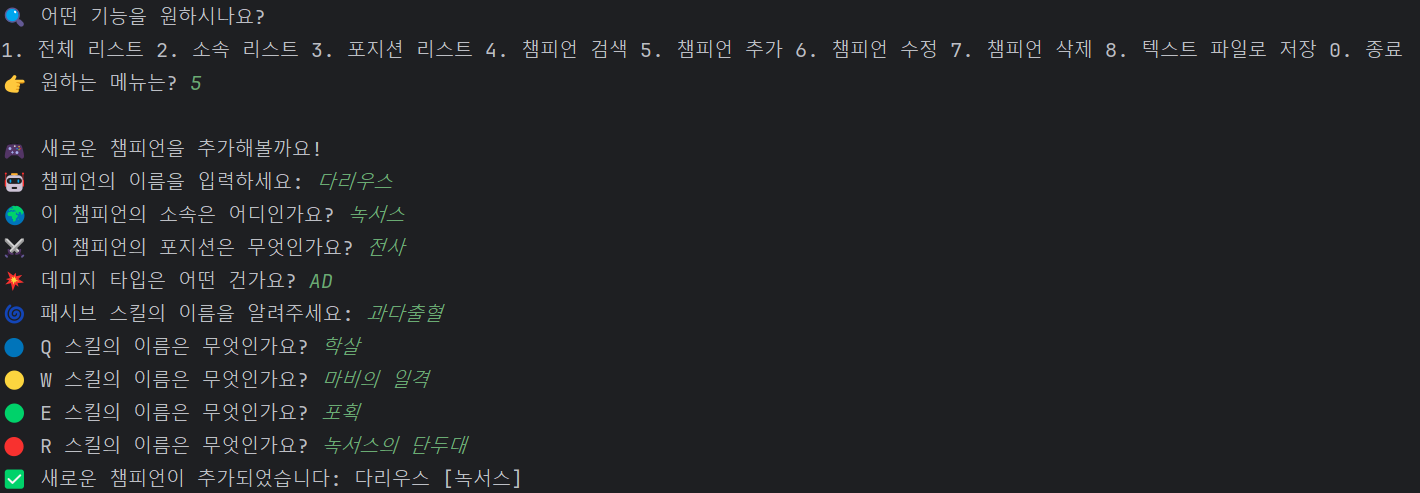 🔍 어떤 기능을 원하시나요?
1. 전체 리스트 2. 소속 리스트 3. 포지션 리스트 4. 챔피언 검색 5. 챔피언 추가 6. 챔피언 수정 7. 챔피언 삭제 8. 텍스트 파일로 저장 0. 종료
👉 원하는 메뉴는? 5
🎮 새로운 챔피언을 추가해볼까요!
🤖 챔피언의 이름을 입력하세요: 다리우스
🌍 이 챔피언의 소속은 어디인가요? 녹서스
⚔️ 이 챔피언의 포지션은 무엇인가요? 전사
💥 데미지 타입은 어떤 건가요? AD
🌀 패시브 스킬의 이름을 알려주세요: 과다출혈
🔵 Q 스킬의 이름은 무엇인가요? 학살
🟡 W 스킬의 이름은 무엇인가요? 마비의 일격
🟢 E 스킬의 이름은 무엇인가요? 포획
🔴 R 스킬의 이름은 무엇인가요? 녹서스의 단두대
✅ 새로운 챔피언이 추가되었습니다: 다리우스 [녹서스]